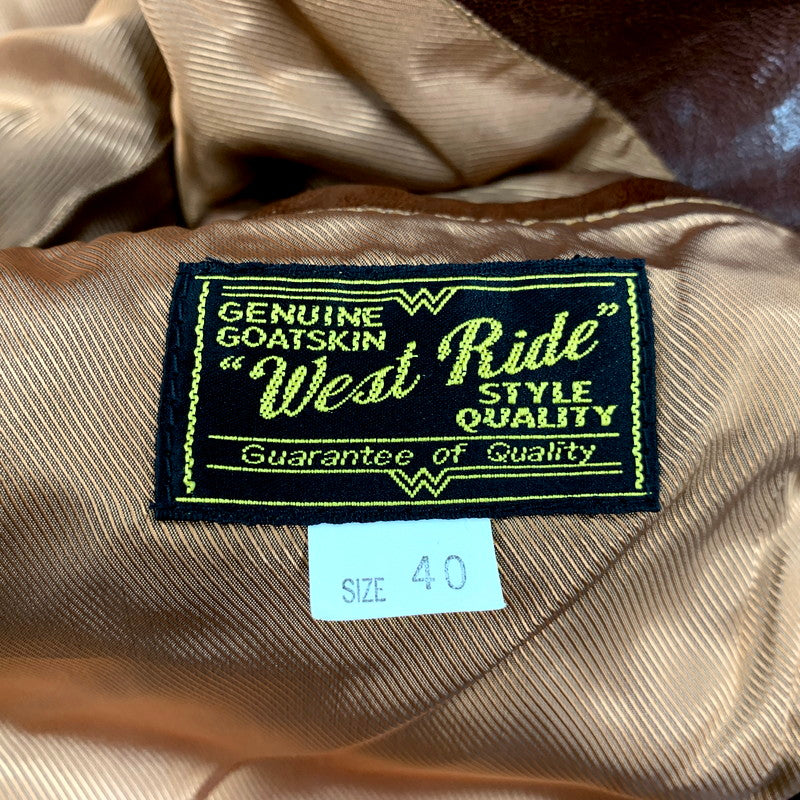 W
GENUINE
GOATSKIN
"West Ride"
STYLE
QUALITY
Guarantee of Quality
W
SIZE 40